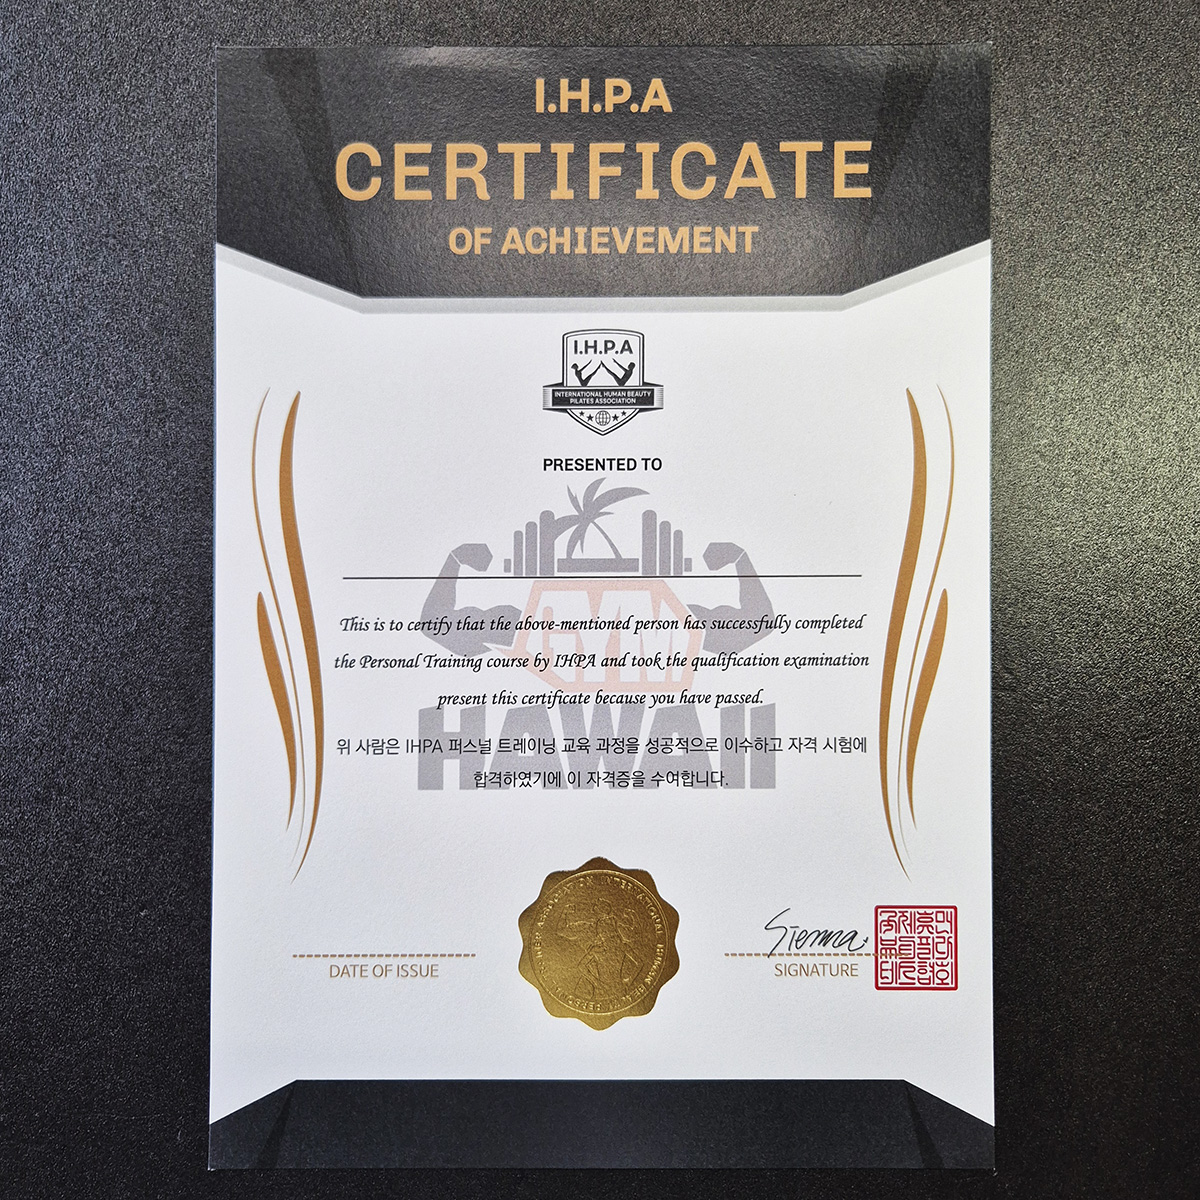 I.H.P.A
CERTIFICATE
OF ACHIEVEMENT
I.H.P.A
INTERNATIONAL HUMAN BEAUTY
PILATES ASSOCIATION
PRESENTED TO
GYM
HAWAII
This is to certify that the above-mentioned person has successfully completed
the Personal Training course by IHPA and took the qualification examination
present this certificate because you have passed.
위 사람은 IHPA 퍼스널 트레이닝 교육 과정을 성공적으로 이수하고 자격 시험에
합격하였기에 이 자격증을 수여합니다.
DATE OF ISSUE
Sienna
SIGNATURE